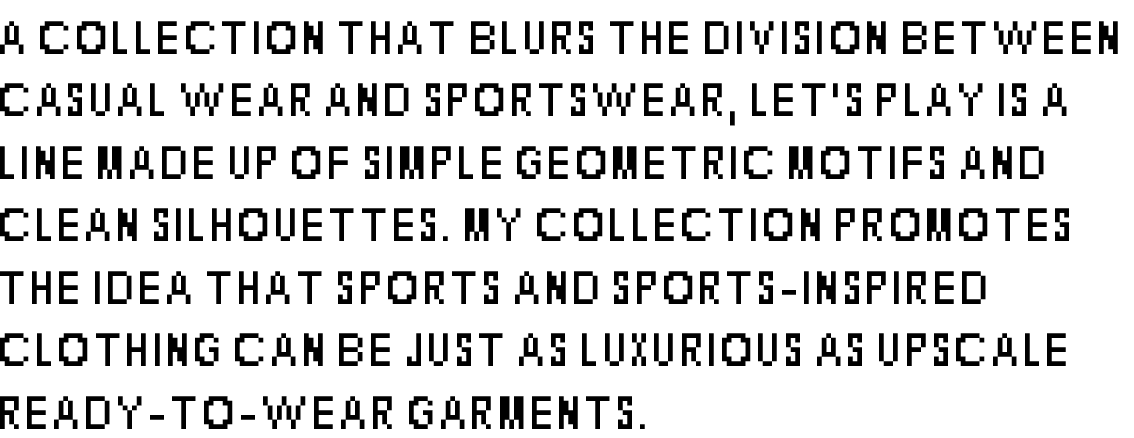 A COLLECTION THAT BLURS THE DIVISION BETWEEN
CASUAL WEAR AND SPORTSWEAR, LET'S PLAY IS A
LINE MADE UP OF SIMPLE GEOMETRIC MOTIFS AND
CLEAN SILHOUETTES. MY COLLECTION PROMOTES
THE IDEA THAT SPORTS AND SPORTS-INSPIRED
CLOTHING CAN BE JUST AS LUXURIOUS AS UPSCALE
READY-TO-WEAR GARMENTS.